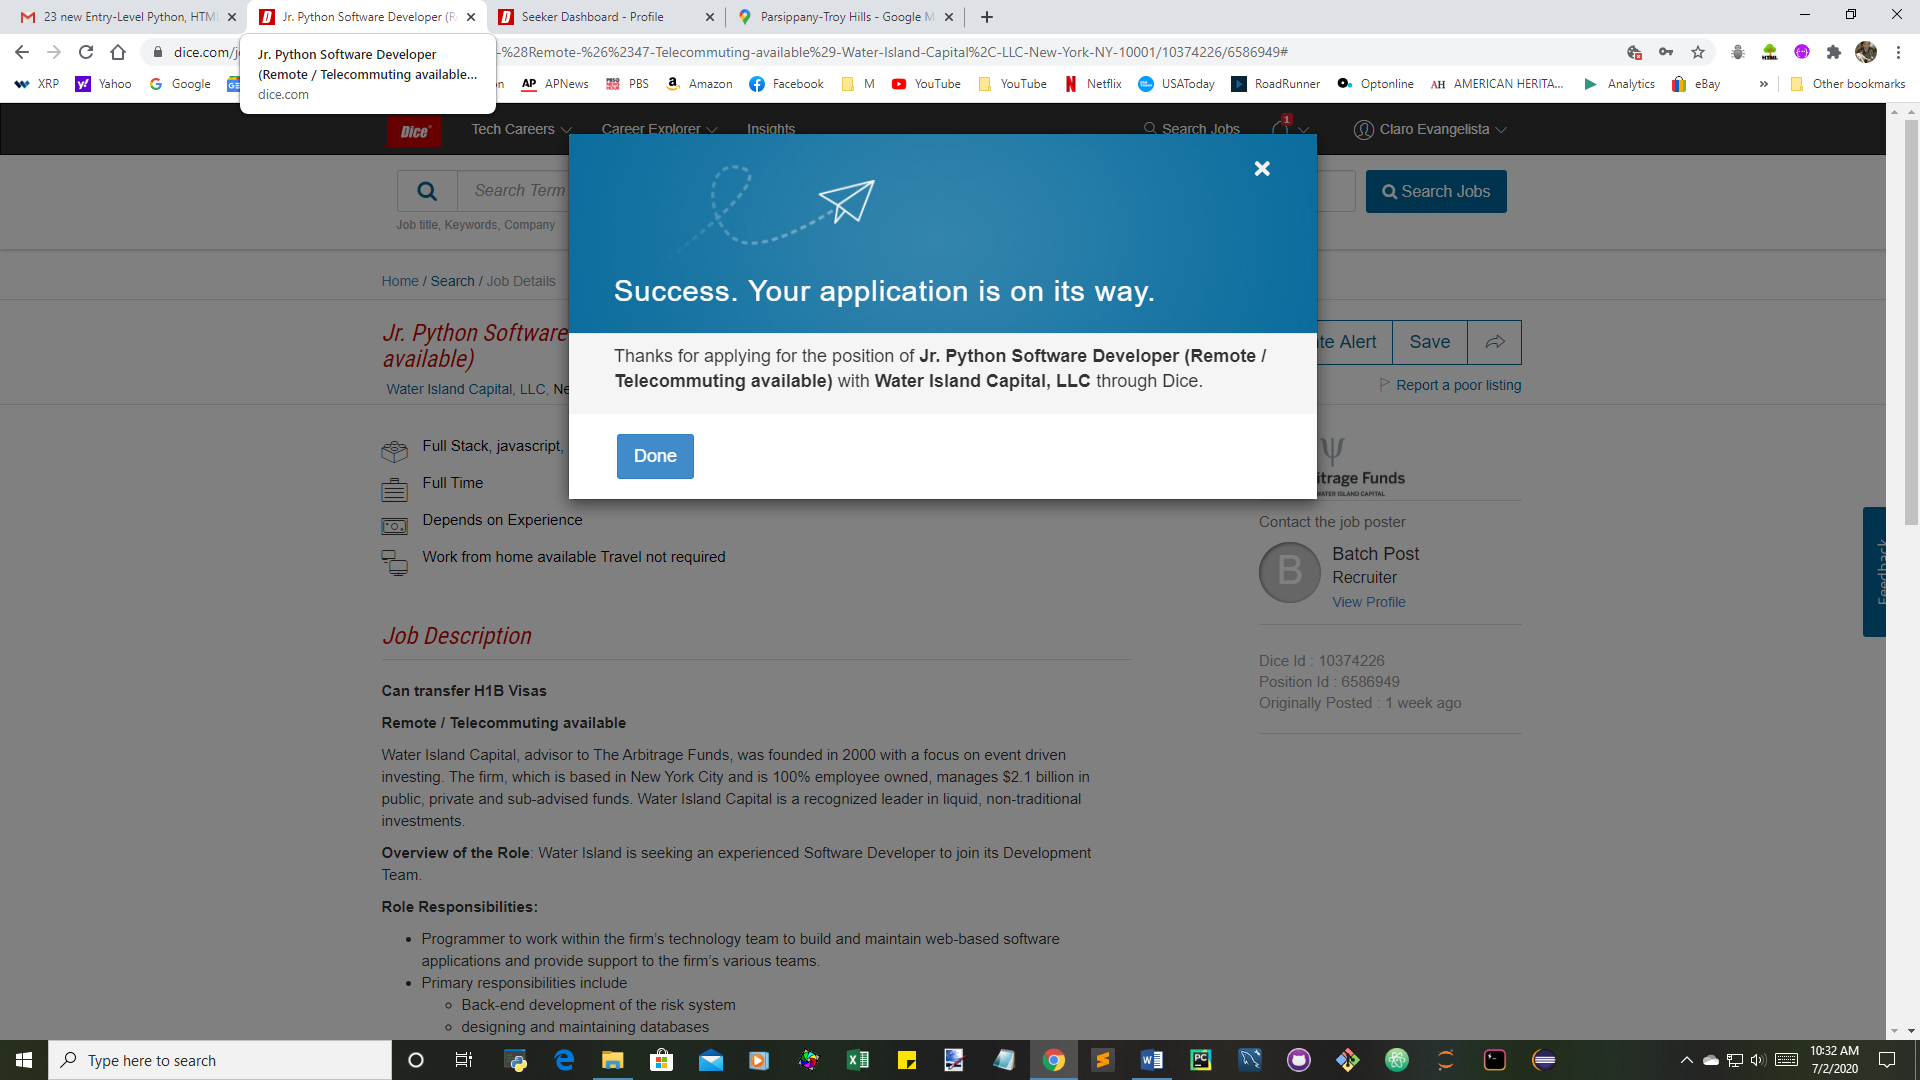 23 new Entry-Level Python, HTM
Jr. Python Software Developer (R
Seeker Dashboard - Profile
Parsippany-Troy Hills - Google M
dice.com/j
-%28Remote-%26%2347-Telecommuting-available%29-Water-Island-Capital%2C-LLC-New-York-NY-10001/10374226/6586949#
Jr. Python Software Developer
(Remote / Telecommuting available...
dice.com
XRP
Yahoo
Google
AP APNews
PBS
Amazon
Facebook
M
YouTube
YouTube
Netflix
USAToday
RoadRunner
Optonline
AH AMERICAN HERITA...
Analytics
eBay
»
Other bookmarks
Dice
Tech Careers
Career Explorer
Insights
Search Jobs
1
Claro Evangelista
Search Term
Search Jobs
Job title, Keywords, Company
Success. Your application is on its way.
Home / Search / Job Details
Jr. Python Software
available)
Water Island Capital, LLC, Ne
te Alert
Save
Report a poor listing
Thanks for applying for the position of Jr. Python Software Developer (Remote /
Telecommuting available) with Water Island Capital, LLC through Dice.
Done
Full Stack, javascript,
Full Time
Depends on Experience
Work from home available Travel not required
itrage Funds
WATER ISLAND CAPITAL
Contact the job poster
B
Batch Post
Recruiter
View Profile
Feedback
Dice Id : 10374226
Position Id : 6586949
Originally Posted : 1 week ago
Job Description
Can transfer H1B Visas
Remote / Telecommuting available
Water Island Capital, advisor to The Arbitrage Funds, was founded in 2000 with a focus on event driven
investing. The firm, which is based in New York City and is 100% employee owned, manages $2.1 billion in
public, private and sub-advised funds. Water Island Capital is a recognized leader in liquid, non-traditional
investments.
Overview of the Role: Water Island is seeking an experienced Software Developer to join its Development
Team.
Role Responsibilities:
• Programmer to work within the firm's technology team to build and maintain web-based software
applications and provide support to the firm's various teams.
• Primary responsibilities include
◦ Back-end development of the risk system
◦ designing and maintaining databases
Type here to search
10:32 AM
7/2/2020